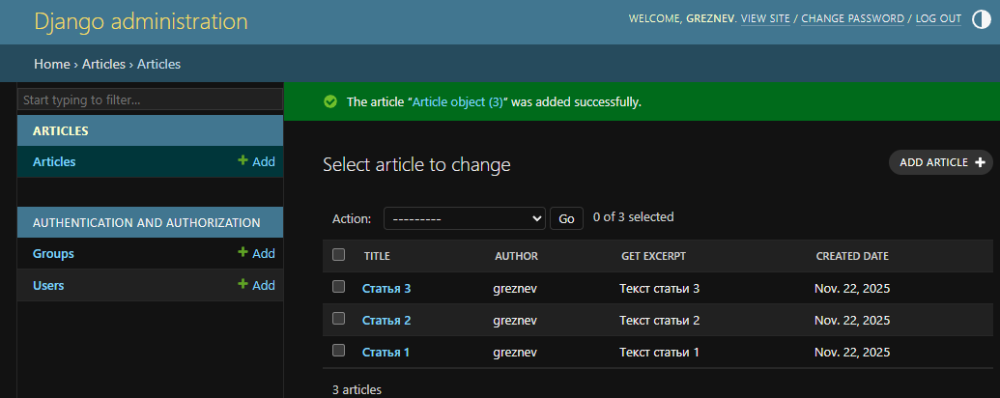 Django administration
WELCOME, GREZNEV. VIEW SITE / CHANGE PASSWORD / LOG OUT
Home › Articles › Articles
Start typing to filter...
ARTICLES
Articles + Add
AUTHENTICATION AND AUTHORIZATION
Groups + Add
Users + Add
The article “Article object (3)” was added successfully.
Select article to change
ADD ARTICLE +
Action: --------- Go 0 of 3 selected
TITLE AUTHOR GET EXCERPT CREATED DATE
Статья 3 greznev Текст статьи 3 Nov. 22, 2025
Статья 2 greznev Текст статьи 2 Nov. 22, 2025
Статья 1 greznev Текст статьи 1 Nov. 22, 2025
3 articles